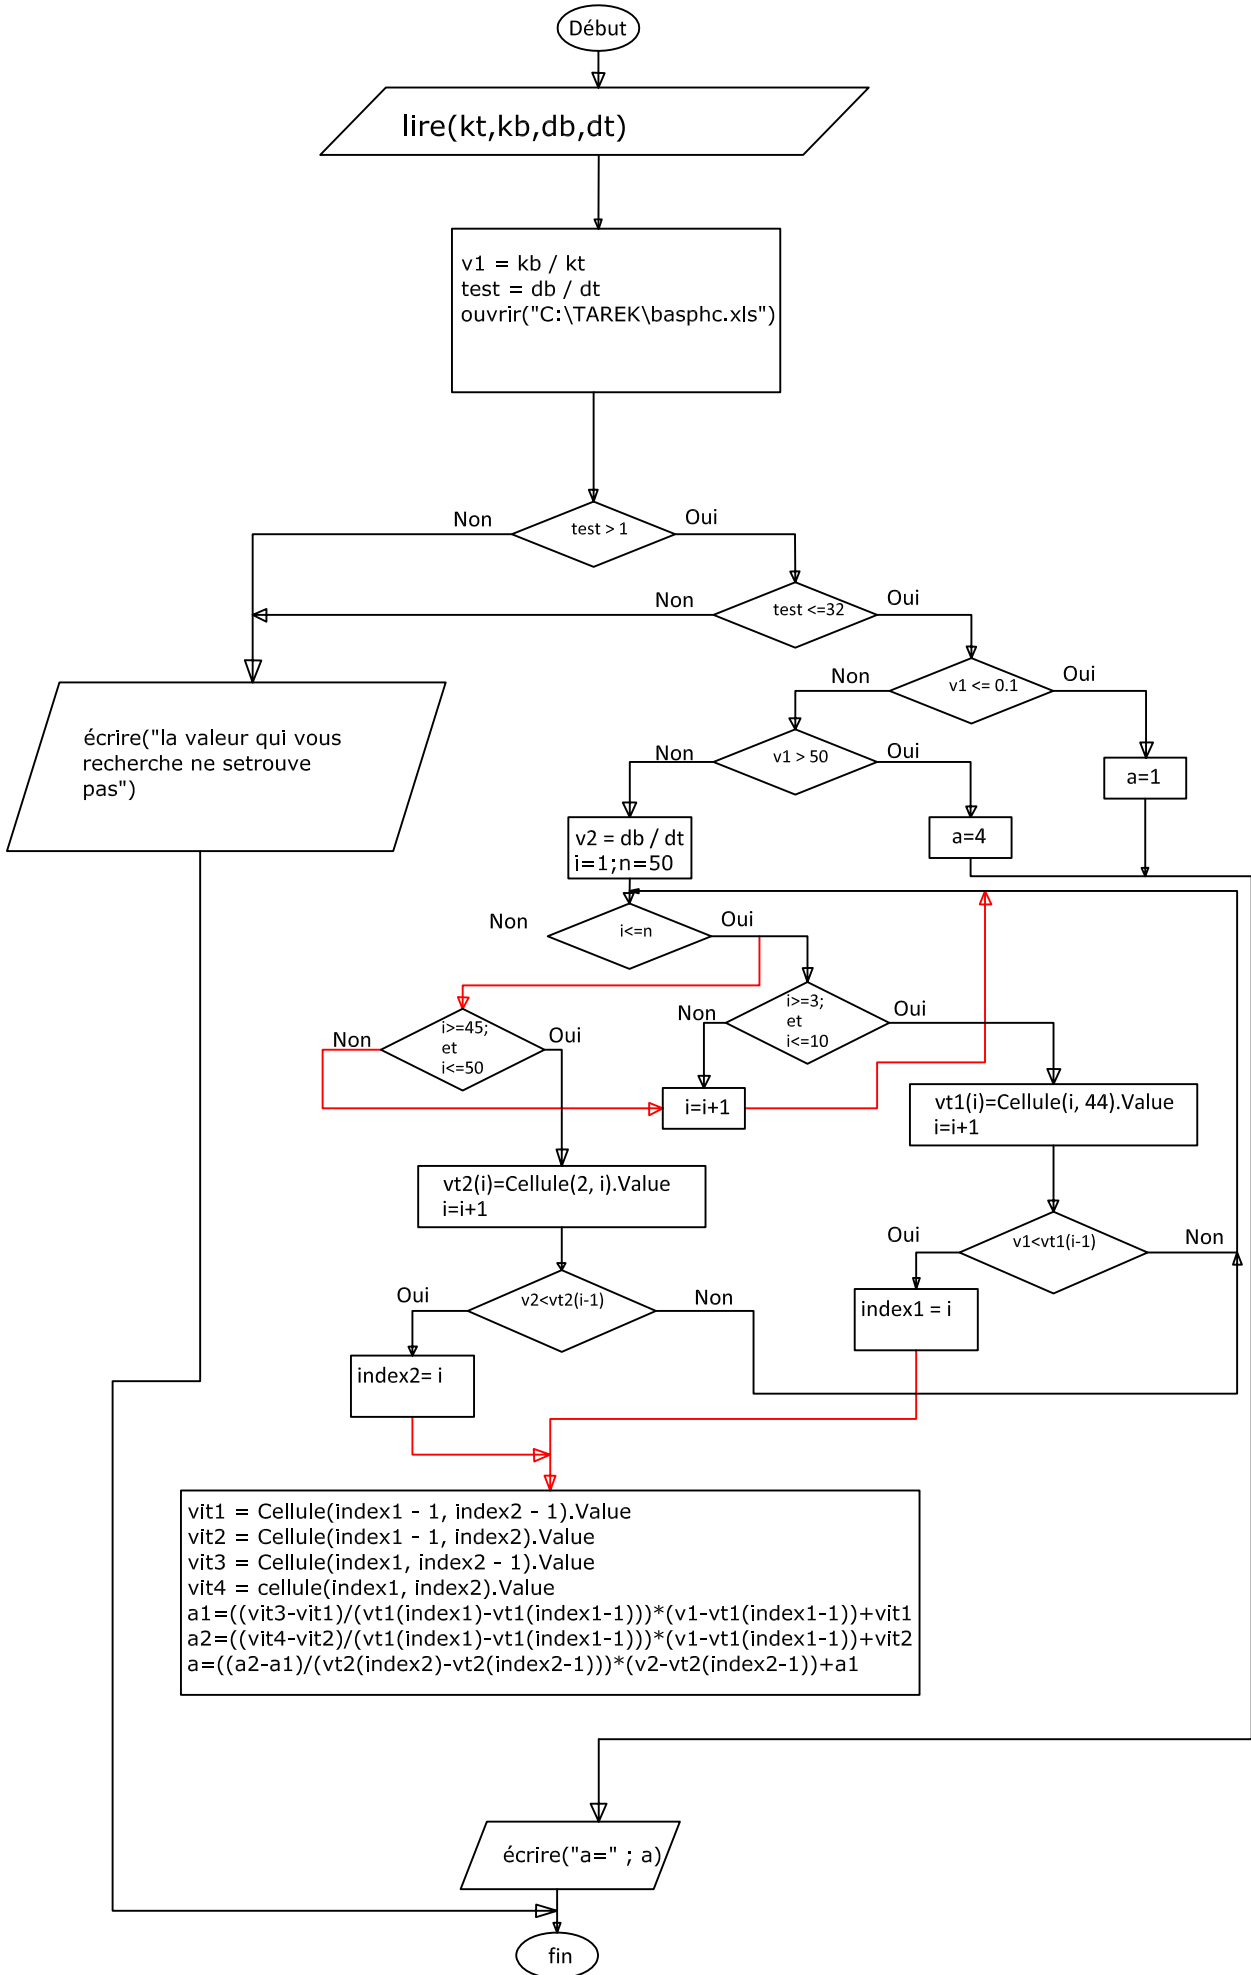 Début
lire(kt,kb,db,dt)
v1 = kb / kt
test = db / dt
ouvrir("C:\TAREK\basphc.xls")
Non
test > 1
Oui
Non
test <=32
Oui
Non
v1 <= 0.1
Oui
écrire("la valeur qui vous
recherche ne setrouve
pas")
Non
v1 > 50
Oui
a=1
v2 = db / dt
i=1;n=50
a=4
Non
i<=n
Oui
Non
i>=45;
et
i<=50
Oui
Non
i>=3;
et
i<=10
Oui
i=i+1
vt1(i)=Cellule(i, 44).Value
i=i+1
vt2(i)=Cellule(2, i).Value
i=i+1
Oui
v1<vt1(i-1)
Non
Oui
v2<vt2(i-1)
Non
index1 = i
index2= i
vit1 = Cellule(index1 - 1, index2 - 1).Value
vit2 = Cellule(index1 - 1, index2).Value
vit3 = Cellule(index1, index2 - 1).Value
vit4 = cellule(index1, index2).Value
a1=((vit3-vit1)/(vt1(index1)-vt1(index1-1)))*(v1-vt1(index1-1))+vit1
a2=((vit4-vit2)/(vt1(index1)-vt1(index1-1)))*(v1-vt1(index1-1))+vit2
a=((a2-a1)/(vt2(index2)-vt2(index2-1)))*(v2-vt2(index2-1))+a1
écrire("a=" ; a)
fin